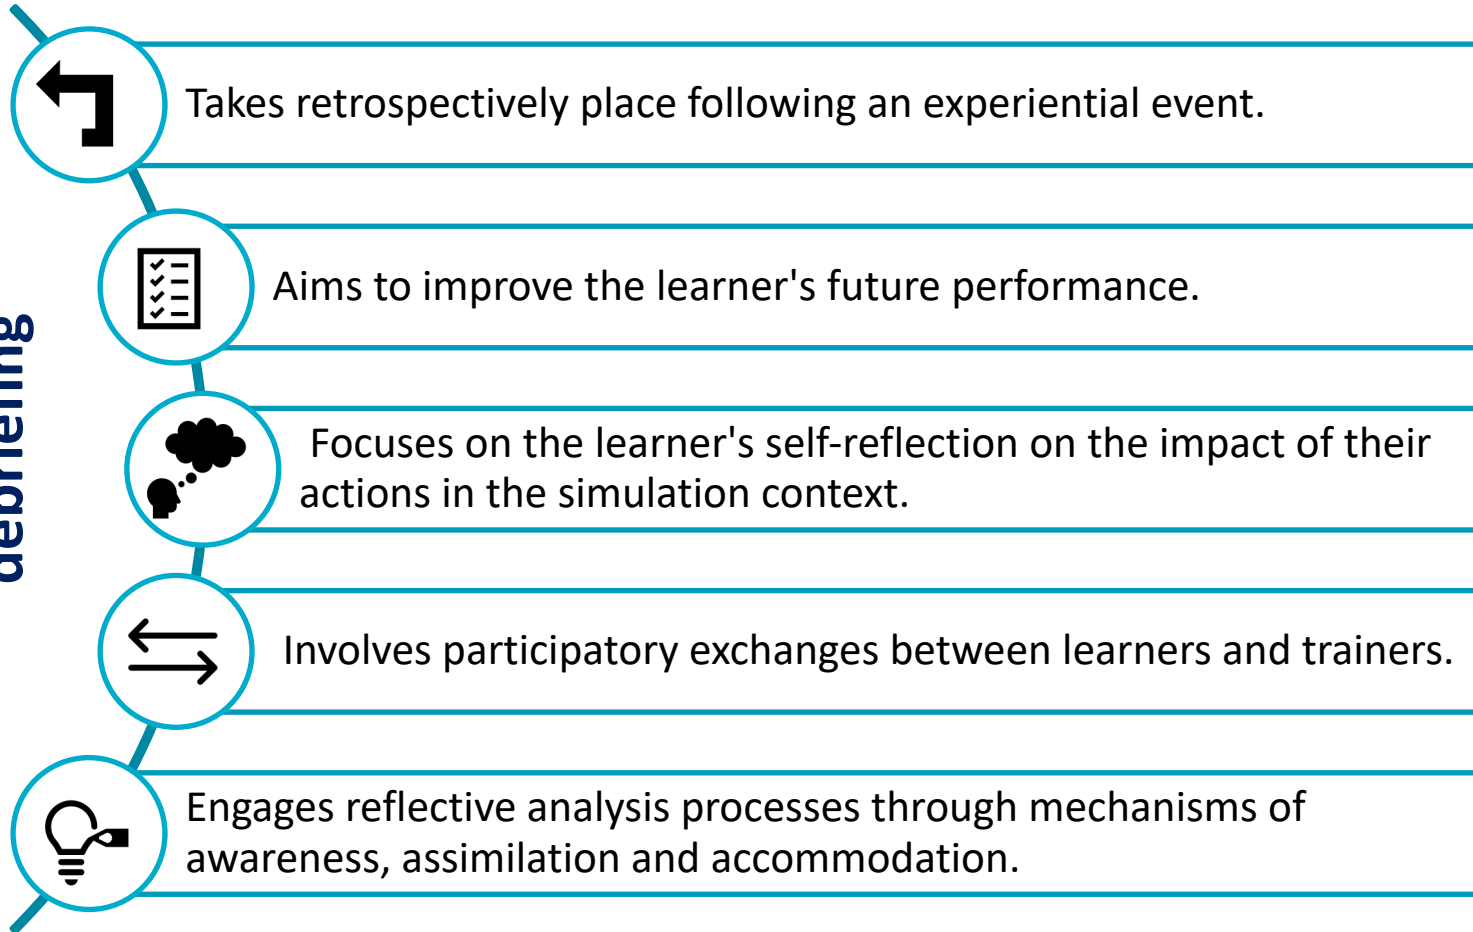 debriefing
Takes retrospectively place following an experiential event.
Aims to improve the learner's future performance.
Focuses on the learner's self-reflection on the impact of their
actions in the simulation context.
Involves participatory exchanges between learners and trainers.
Engages reflective analysis processes through mechanisms of
awareness, assimilation and accommodation.